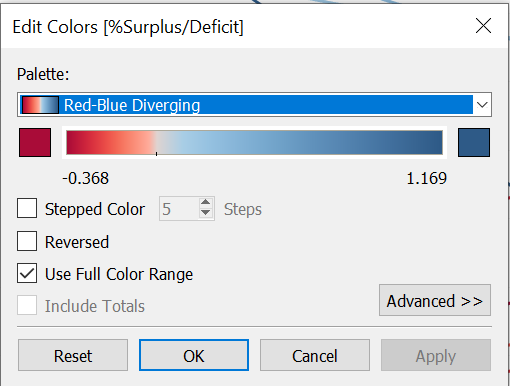 Edit Colors [%Surplus/Deficit]
Palette:
Red-Blue Diverging
-0.368 1.169
Stepped Color 5 Steps
Reversed
Use Full Color Range
Include Totals
Advanced >>
Reset OK Cancel Apply